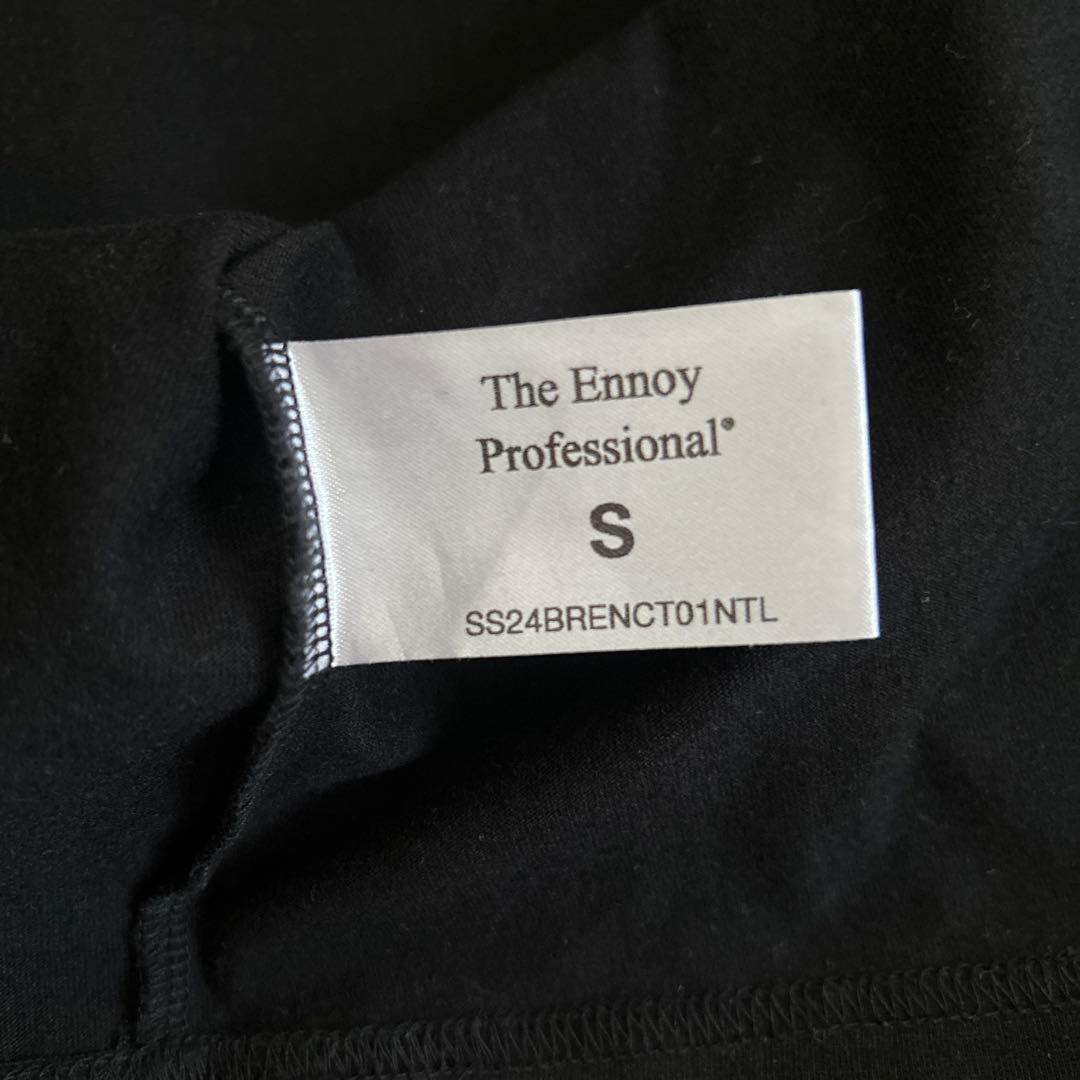 The Ennoy
Professional®
S
SS24BRENCT01NTL